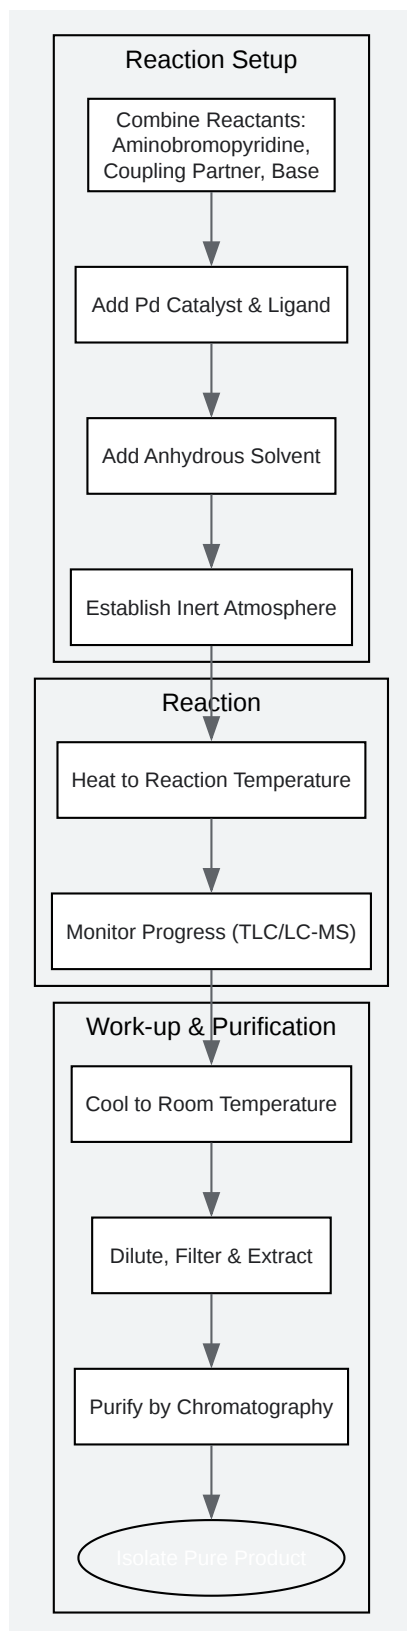 Reaction Setup
Combine Reactants:
Aminobromopyridine,
Coupling Partner, Base
Add Pd Catalyst & Ligand
Add Anhydrous Solvent
Establish Inert Atmosphere
Reaction
Heat to Reaction Temperature
Monitor Progress (TLC/LC-MS)
Work-up & Purification
Cool to Room Temperature
Dilute, Filter & Extract
Purify by Chromatography
Isolate Pure Product